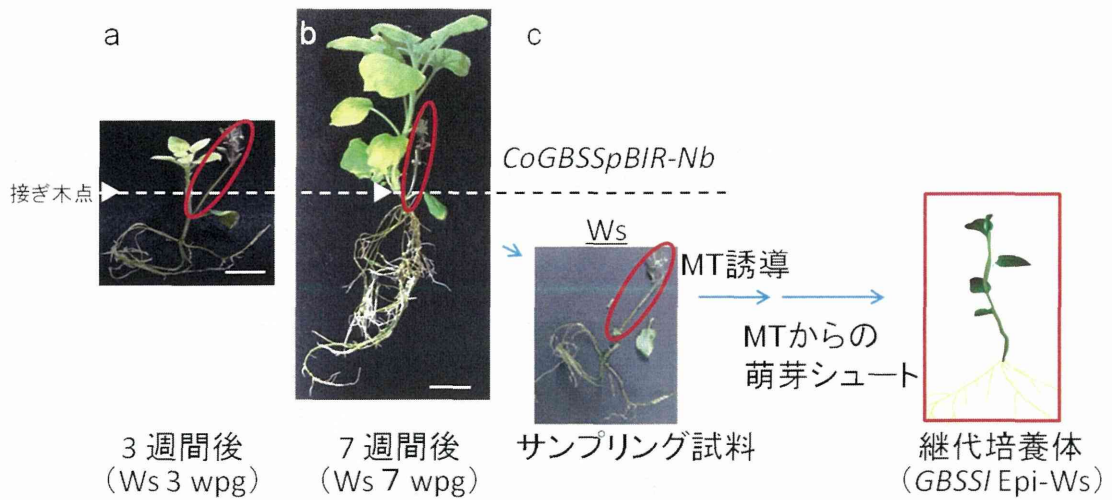 a
b
c
接ぎ木点
CoGBSSpBIR-Nb
Ws
MT誘導
MTからの
萌芽シュート
3 週間後
(Ws 3 wpg)
7 週間後
(Ws 7 wpg)
サンプリング試料
継代培養体
(GBSSI Epi-Ws)